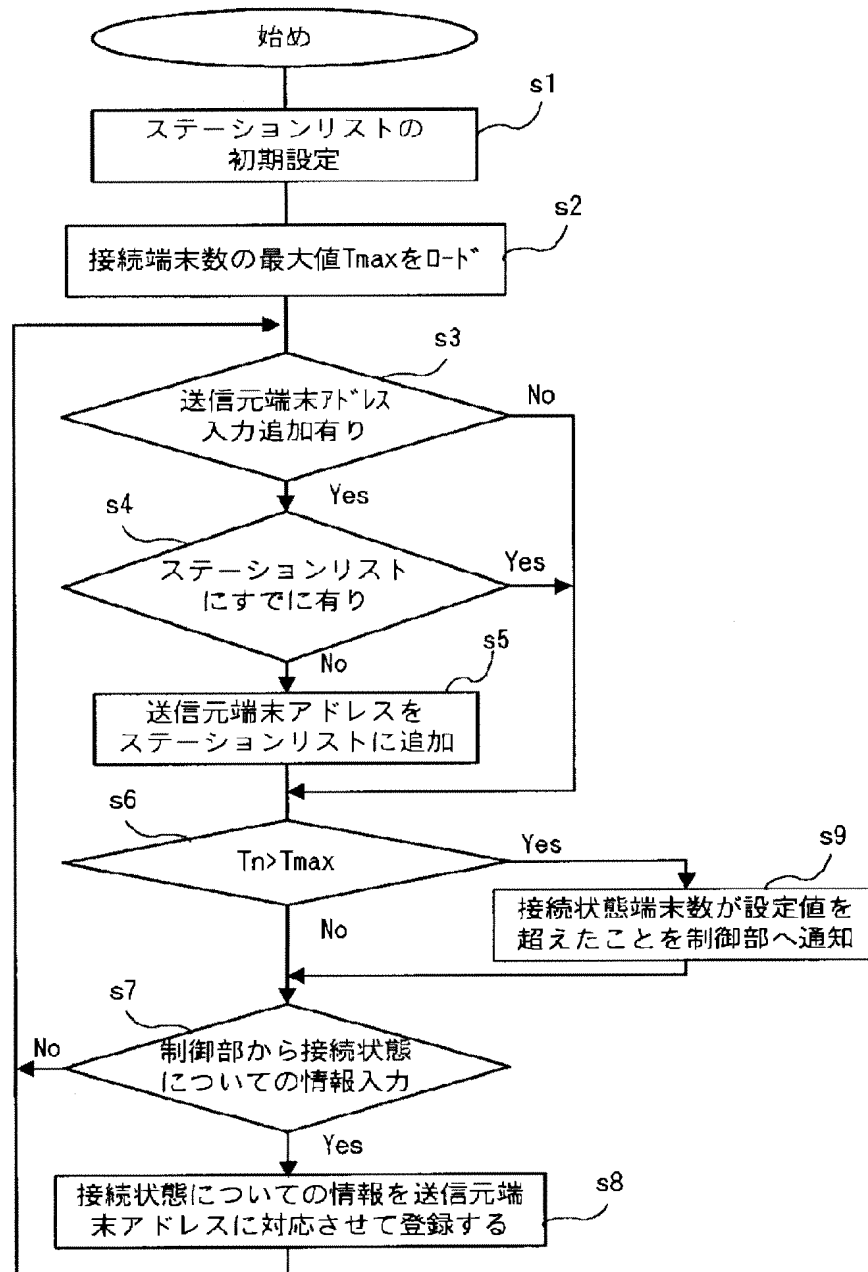 始め
s1
ステーションリストの
初期設定
s2
接続端末数の最大値Tmaxをﾛｰﾄﾞ
s3
送信元端末ｱﾄﾞﾚｽ
入力追加有り
No
Yes
s4
ステーションリスト
にすでに有り
Yes
No
s5
送信元端末アドレスを
ステーションリストに追加
s6
Tn>Tmax
Yes
s9
接続状態端末数が設定値を
超えたことを制御部へ通知
No
s7
No
制御部から接続状態
についての情報入力
Yes
s8
接続状態についての情報を送信元端
末アドレスに対応させて登録する